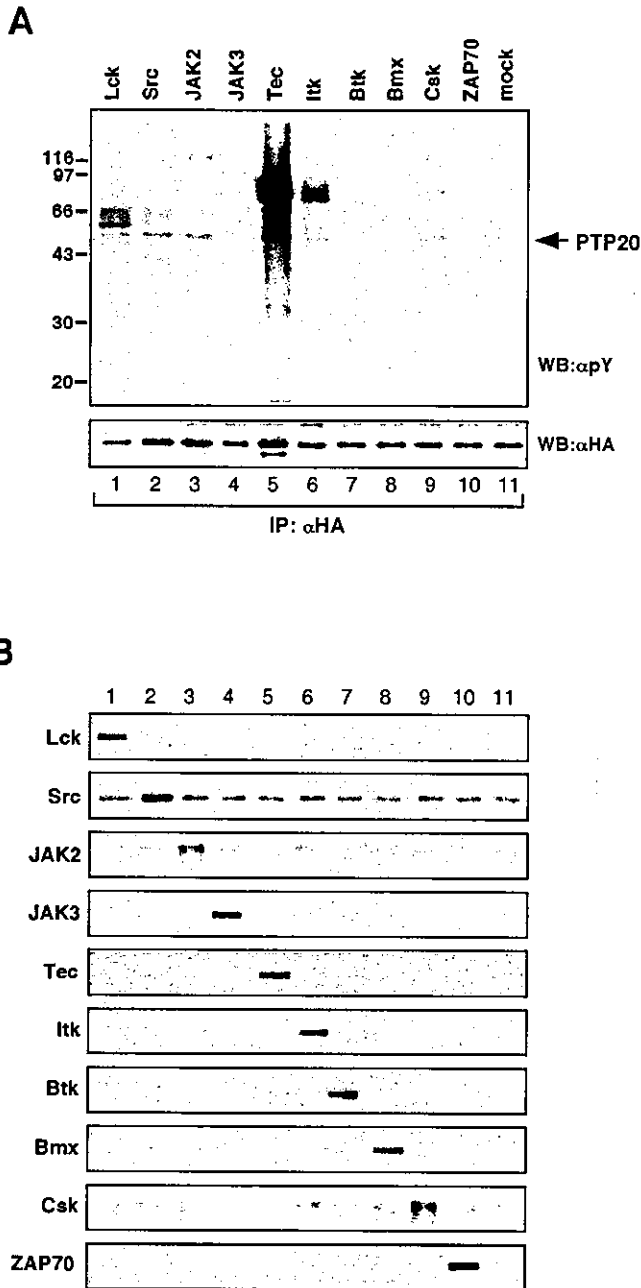 A
Lck Src JAK2 JAK3 Tec Itk Btk Bmx Csk ZAP70 mock
116
97
66
43
30
20
PTP20
WB:αpY
WB:αHA
1 2 3 4 5 6 7 8 9 10 11
IP: αHA
B
1 2 3 4 5 6 7 8 9 10 11
Lck
Src
JAK2
JAK3
Tec
Itk
Btk
Bmx
Csk
ZAP70